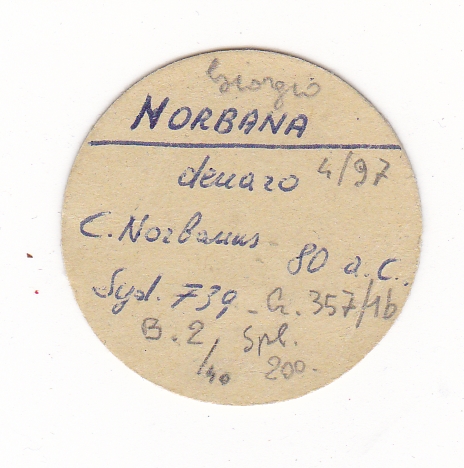 Giorgio
NORBANA
denaro 4/97
C. Norbanus 80 a.C.
Syd. 739 - Cr. 357/1b
B. 2 Spl.
/40 200.